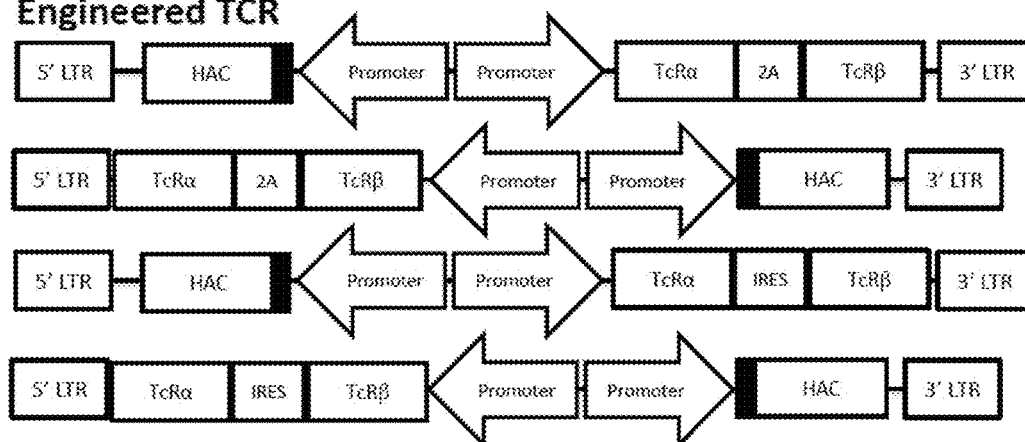 Engineered TCR
5' LTR HAC Promoter Promoter TcRα 2A TcRβ 3' LTR
5' LTR TcRα 2A TcRβ Promoter Promoter HAC 3' LTR
5' LTR HAC Promoter Promoter TcRα IRES TcRβ 3' LTR
5' LTR TcRα IRES TcRβ Promoter Promoter HAC 3' LTR